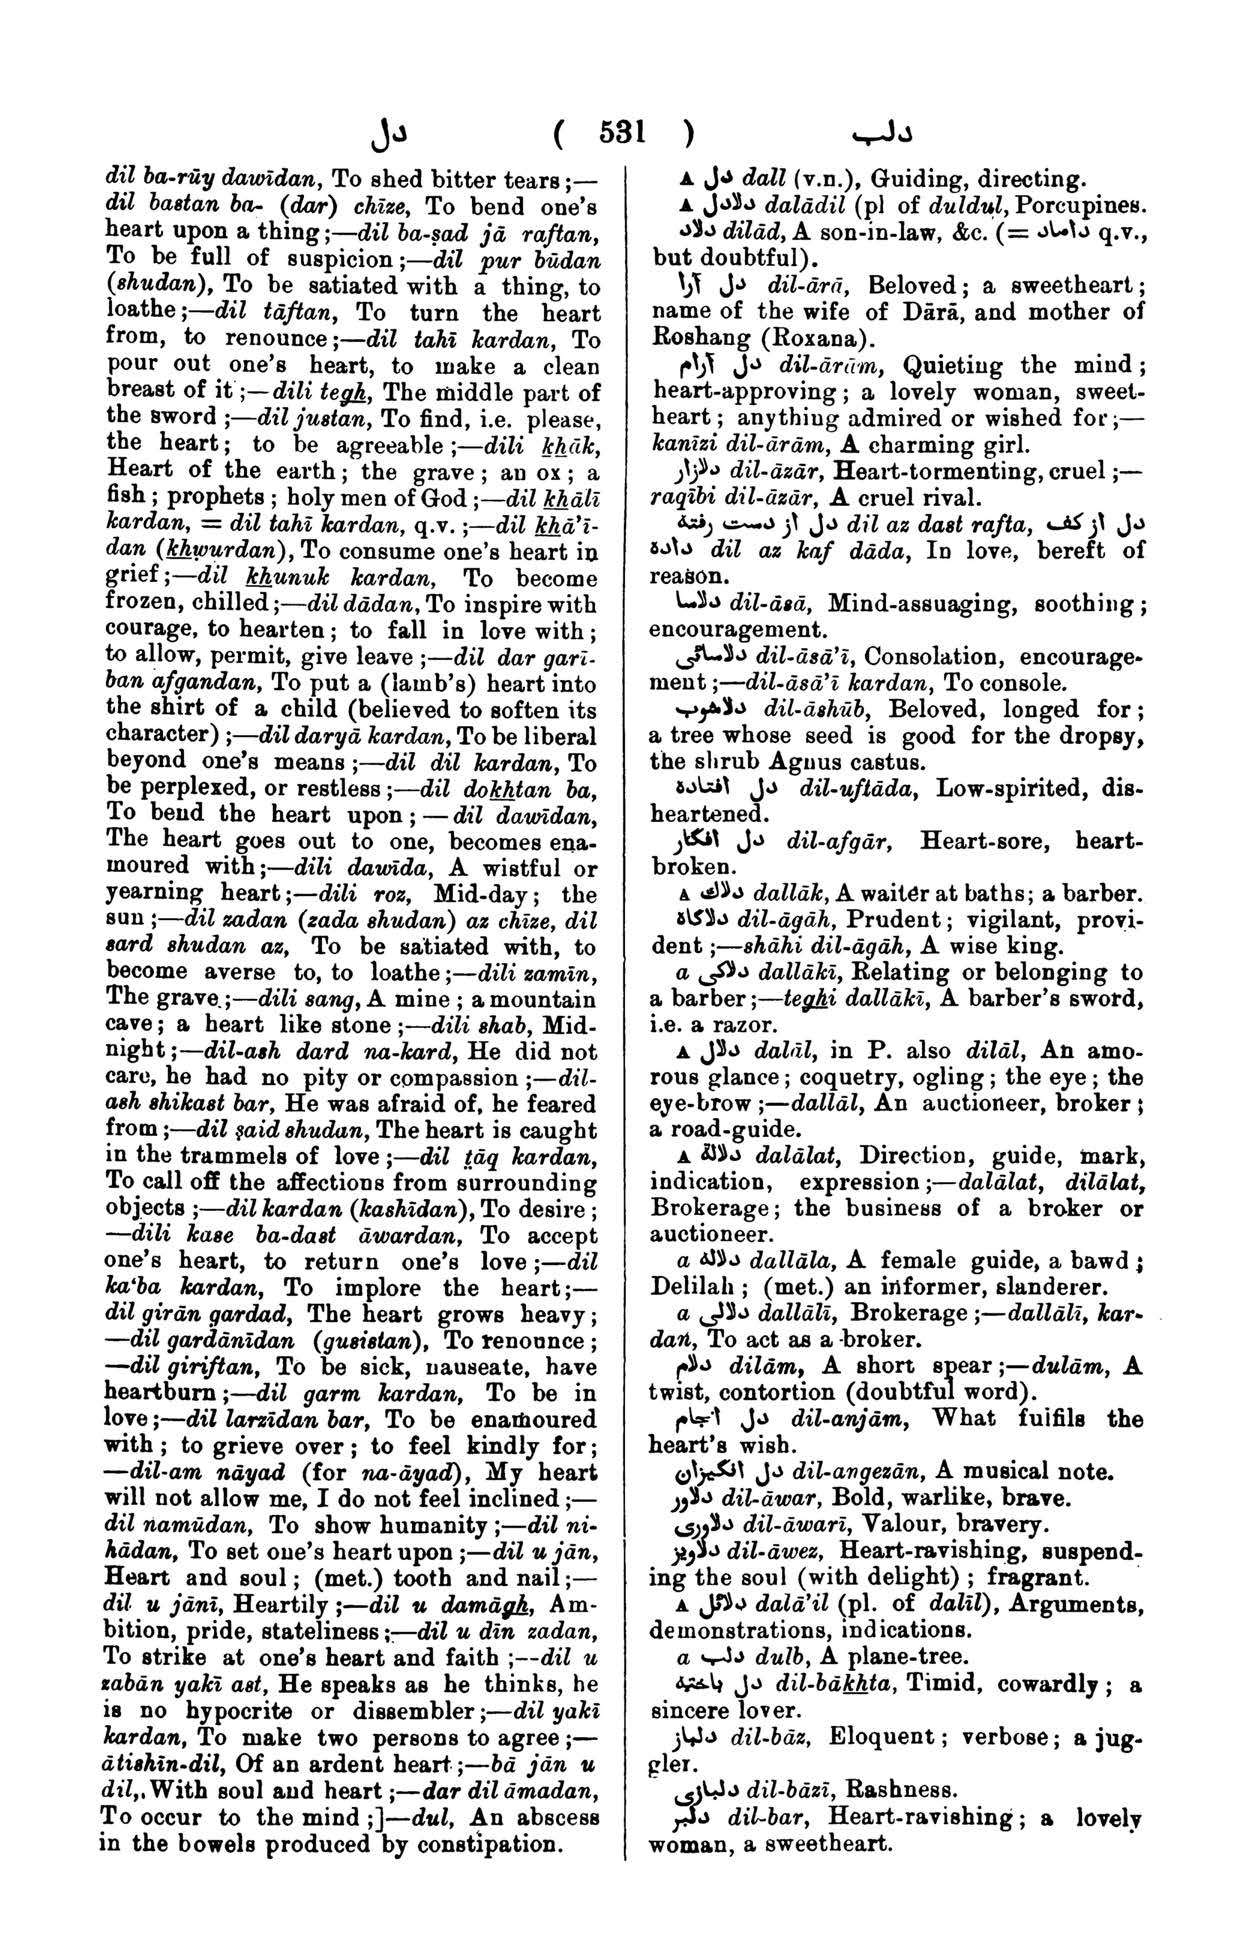 دل ( 531 ) دلب
dil ba-rūy dawīdan, To shed bitter tears ;—
dil bastan ba- (dar) chīze, To bend one's
heart upon a thing;—dil ba-ṣad jā raftan,
To be full of suspicion ;—dil pur būdan
(shudan), To be satiated with a thing, to
loathe ;—dil tāftan, To turn the heart
from, to renounce ;—dil tahī kardan, To
pour out one's heart, to make a clean
breast of it ;—dili tegh, The middle part of
the sword ;—dil justan, To find, i.e. please,
the heart; to be agreeable ;—dili khāk,
Heart of the earth ; the grave ; an ox ; a
fish ; prophets ; holy men of God ;—dil khālī
kardan, = dil tahī kardan, q.v. ;—dil khā'ī-
dan (khwurdan), To consume one's heart in
grief ;—dil khunuk kardan, To become
frozen, chilled ;—dil dādan, To inspire with
courage, to hearten ; to fall in love with ;
to allow, permit, give leave ;—dil dar garī-
ban afgandan, To put a (lamb's) heart into
the shirt of a child (believed to soften its
character) ;—dil daryā kardan, To be liberal
beyond one's means ;—dil dil kardan, To
be perplexed, or restless ;—dil dokhtan ba,
To bend the heart upon ; — dil dawīdan,
The heart goes out to one, becomes ena-
moured with ;—dili dawīda, A wistful or
yearning heart;—dili roz, Mid-day; the
sun ;—dil zadan (zada shudan) az chīze, dil
sard shudan az, To be satiated with, to
become averse to, to loathe ;—dili zamīn,
The grave ;—dili sang, A mine ; a mountain
cave ; a heart like stone ;—dili shab, Mid-
night ;—dil-ash dard na-kard, He did not
care, he had no pity or compassion ;—dil-
ash shikast bar, He was afraid of, he feared
from ;—dil ṣaid shudan, The heart is caught
in the trammels of love ;—dil t̤āq kardan,
To call off the affections from surrounding
objects ;—dil kardan (kashīdan), To desire ;
—dili kase ba-dast āwardan, To accept
one's heart, to return one's love ;—dil
ka‘ba kardan, To implore the heart;—
dil girān gardad, The heart grows heavy ;
—dil gardānīdan (gusistan), To renounce ;
—dil giriftan, To be sick, nauseate, have
heartburn ;—dil garm kardan, To be in
love ;—dil larzīdan bar, To be enamoured
with ; to grieve over ; to feel kindly for ;
—dil-am nāyad (for na-āyad), My heart
will not allow me, I do not feel inclined ;—
dil namūdan, To show humanity ;—dil ni-
hādan, To set one's heart upon ;—dil u jān,
Heart and soul ; (met.) tooth and nail ;—
dil u jānī, Heartily ;—dil u damāgh, Am-
bition, pride, stateliness ;—dil u dīn zadan,
To strike at one's heart and faith ;--dil u
zabān yakī ast, He speaks as he thinks, he
is no hypocrite or dissembler ;—dil yakī
kardan, To make two persons to agree ;—
ātishīn-dil, Of an ardent heart ;—bā jān u
dil, With soul and heart ;—dar dil āmadan,
To occur to the mind ;]—dul, An abscess
in the bowels produced by constipation.
A دل dall (v.n.), Guiding, directing.
A دلادل dalādil (pl of duldul, Porcupines.
دلاد dilād, A son-in-law, &c. (= داماد q.v.,
but doubtful).
دل آرا dil-ārā, Beloved ; a sweetheart ;
name of the wife of Dārā, and mother of
Roshang (Roxana).
دل آرام dil-ārām, Quieting the mind ;
heart-approving ; a lovely woman, sweet-
heart ; anything admired or wished for ;—
kanīzi dil-ārām, A charming girl.
دلازار dil-āzār, Heart-tormenting, cruel ;—
raqībi dil-āzār, A cruel rival.
دل از دست رفته dil az dast rafta, دل از کف
داده dil az kaf dāda, In love, bereft of
reason.
دلاسا dil-āsā, Mind-assuaging, soothing ;
encouragement.
دلاسائی dil-āsā'ī, Consolation, encourage-
ment ;—dil-āsā'ī kardan, To console.
دلاشوب dil-āshūb, Beloved, longed for ;
a tree whose seed is good for the dropsy,
the shrub Agnus castus.
دل افتاده dil-uftāda, Low-spirited, dis-
heartened.
دل افگار dil-afgār, Heart-sore, heart-
broken.
A دلاك dallāk, A waiter at baths; a barber.
دلاگاه dil-āgāh, Prudent ; vigilant, provi-
dent ;—shāhi dil-āgāh, A wise king.
a دلاکی dallākī, Relating or belonging to
a barber ;—teghi dallākī, A barber's sword,
i.e. a razor.
A دلال dalāl, in P. also dilāl, An amo-
rous glance ; coquetry, ogling ; the eye ; the
eye-brow ;—dallāl, An auctioneer, broker ;
a road-guide.
A دلالة dalālat, Direction, guide, mark,
indication, expression ;—dalālat, dilālat,
Brokerage ; the business of a broker or
auctioneer.
a دلاله dallāla, A female guide, a bawd ;
Delilah ; (met.) an informer, slanderer.
a دلالی dallālī, Brokerage ;—dallālī, kar-
dan, To act as a broker.
دلام dilām, A short spear ;—dulām, A
twist, contortion (doubtful word).
دل انجام dil-anjām, What fulfils the
heart's wish.
دل انگیزان dil-angezān, A musical note.
دلاور dil-āwar, Bold, warlike, brave.
دلاوری dil-āwarī, Valour, bravery.
دلاویز dil-āwez, Heart-ravishing, suspend-
ing the soul (with delight) ; fragrant.
A دلائل dalā'il (pl. of dalīl), Arguments,
demonstrations, indications.
a دلب dulb, A plane-tree.
دل باخته dil-bākhta, Timid, cowardly ; a
sincere lover.
دلباز dil-bāz, Eloquent ; verbose ; a jug-
gler.
دلبازی dil-bāzī, Rashness.
دلبر dil-bar, Heart-ravishing ; a lovely
woman, a sweetheart.